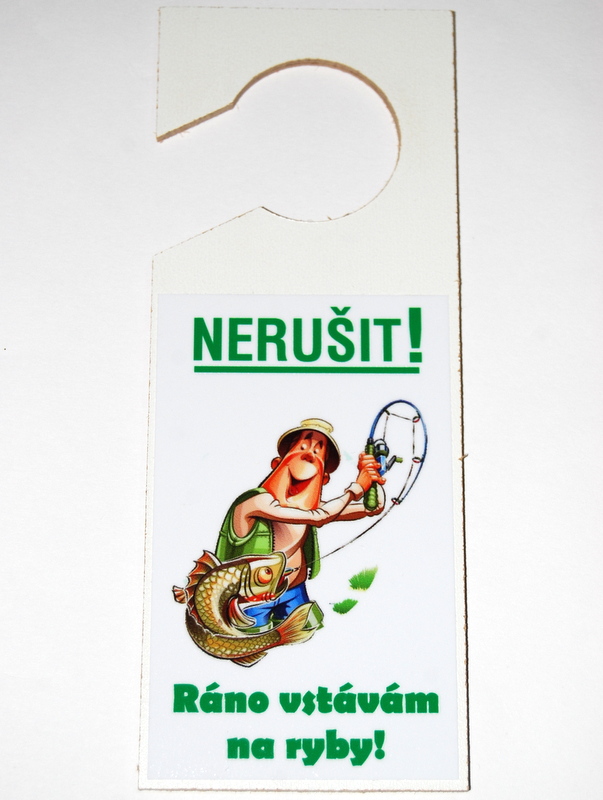 NERUŠIT!
Ráno vstávám
na ryby!